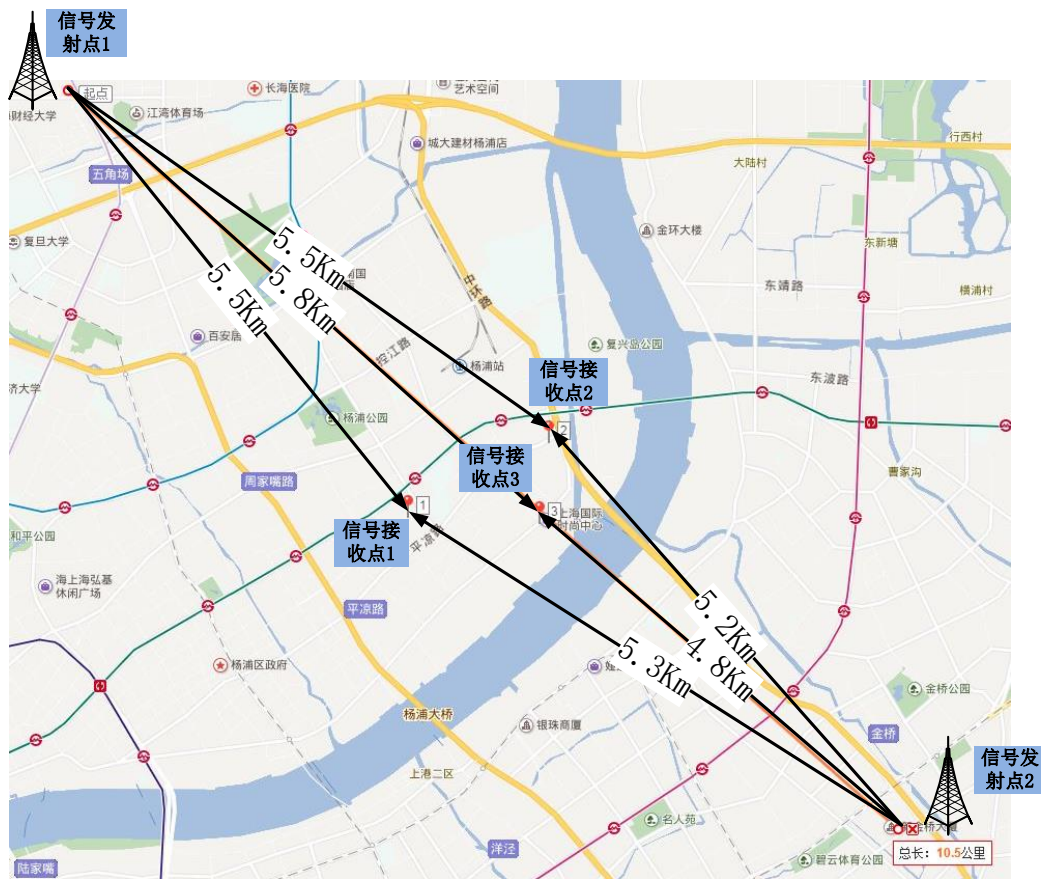 信号发
射点1
起点
长海医院
艺术空间
财经大学
江湾体育场
城大建材杨浦店
行西村
大陆村
五角场
复旦大学
金环大楼
东新塘
5.5Km
5.8Km
5.5Km
中环路
东靖路
横浦村
百安居
控江路
复兴岛公园
杨浦站
东波路
济大学
信号接
收点2
杨浦公园
2
信号接
收点3
曹家沟
周家嘴路
1
3
上海国际
时尚中心
信号接
收点1
平凉路
和平公园
海上海弘基
休闲广场
平凉路
5.2Km
4.8Km
5.3Km
杨浦区政府
金桥公园
杨浦大桥
银珠商厦
金桥
信号发
射点2
上港二区
名人苑
洋泾
总长：10.5公里
碧云体育公园
陆家嘴